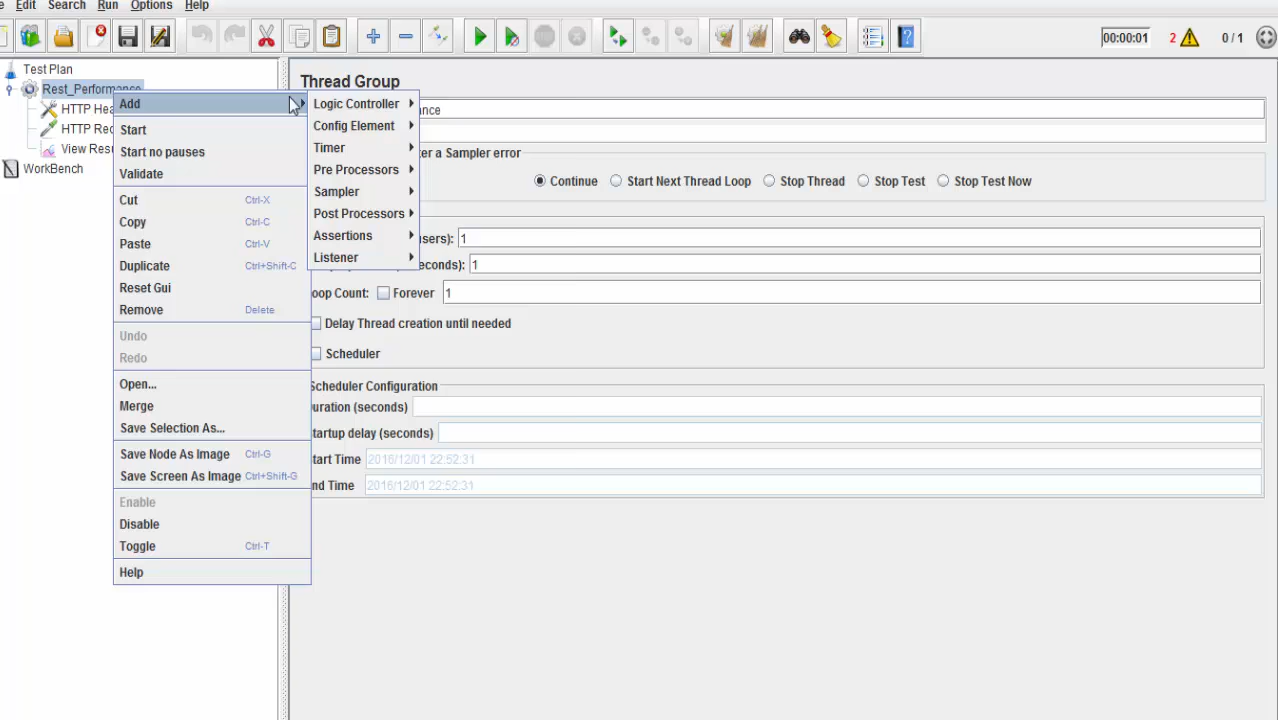 Edit Search Run Options Help
00:00:01 2 0 / 1
Test Plan
Rest_Performance
HTTP Hea
HTTP Rec
View Resu
WorkBench
Add
Start
Start no pauses
Validate
Cut Ctrl-X
Copy Ctrl-C
Paste Ctrl-V
Duplicate Ctrl+Shift-C
Reset Gui
Remove Delete
Undo
Redo
Open...
Merge
Save Selection As...
Save Node As Image Ctrl-G
Save Screen As Image Ctrl+Shift-G
Enable
Disable
Toggle Ctrl-T
Help
Logic Controller
Config Element
Timer
Pre Processors
Sampler
Post Processors
Assertions
Listener
Thread Group
ance
er a Sampler error
Continue Start Next Thread Loop Stop Thread Stop Test Stop Test Now
users): 1
conds): 1
oop Count: Forever 1
Delay Thread creation until needed
Scheduler
Scheduler Configuration
uration (seconds)
tartup delay (seconds)
tart Time 2016/12/01 22:52:31
nd Time 2016/12/01 22:52:31